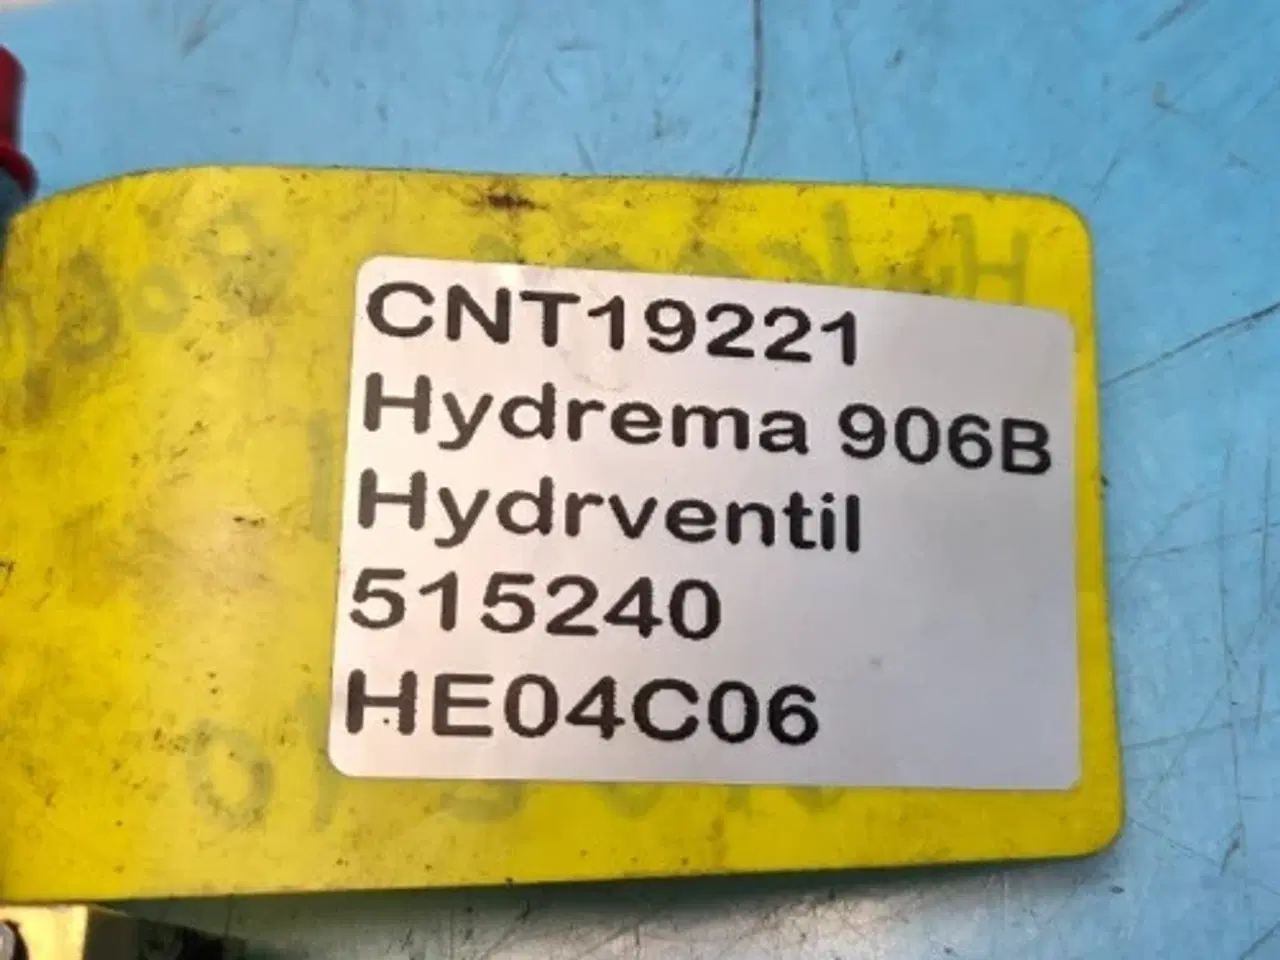 CNT19221
Hydrema 906B
Hydrventil
515240
HE04C06